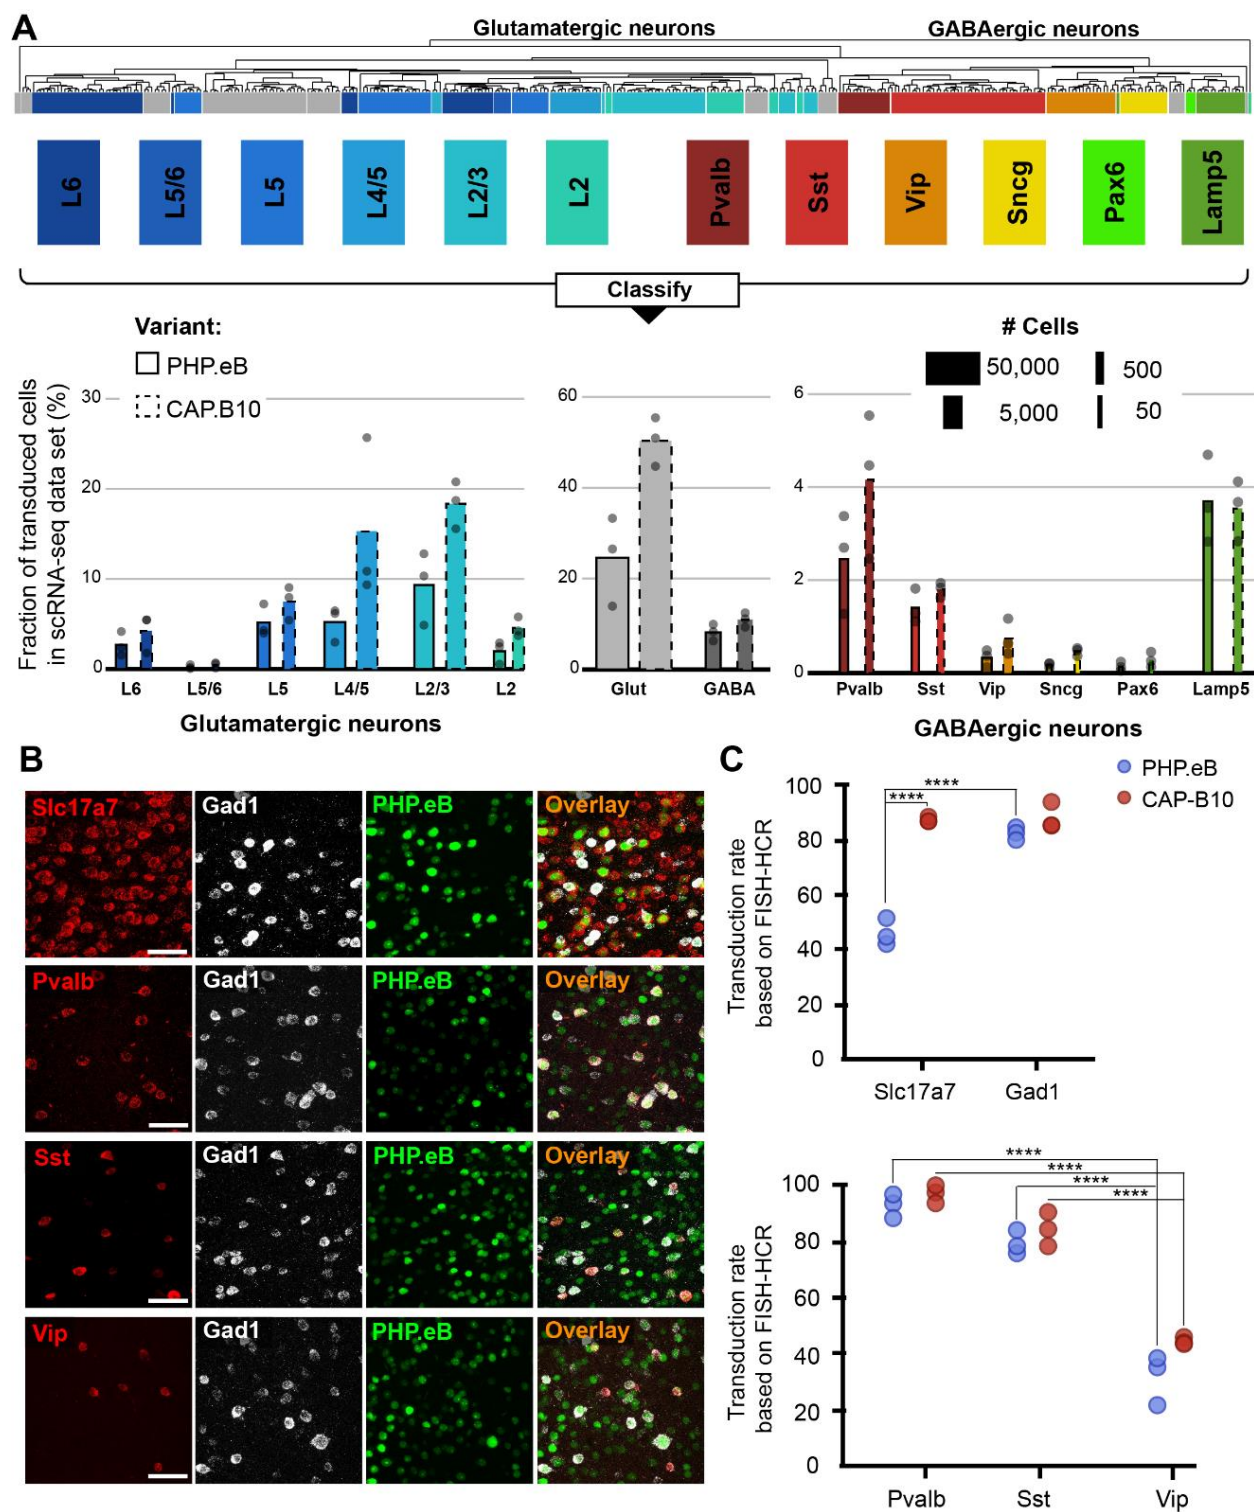 A
Glutamatergic neurons
GABAergic neurons
L6
L5/6
L5
L4/5
L2/3
L2
Pvalb
Sst
Vip
Sncg
Pax6
Lamp5
Classify
Variant:
PHP.eB
CAP.B10
# Cells
50,000
500
5,000
50
Fraction of transduced cells
in scRNA-seq data set (%)
30
20
10
0
L6 L5/6 L5 L4/5 L2/3 L2
Glutamatergic neurons
60
40
20
0
Glut GABA
6
4
2
0
Pvalb Sst Vip Sncg Pax6 Lamp5
GABAergic neurons
B
Slc17a7 Gad1 PHP.eB Overlay
Pvalb Gad1 PHP.eB Overlay
Sst Gad1 PHP.eB Overlay
Vip Gad1 PHP.eB Overlay
C
PHP.eB
CAP-B10
Transduction rate
based on FISH-HCR
100
80
60
40
20
0
****
****
Slc17a7 Gad1
Transduction rate
based on FISH-HCR
100
80
60
40
20
0
****
****
****
****
Pvalb Sst Vip